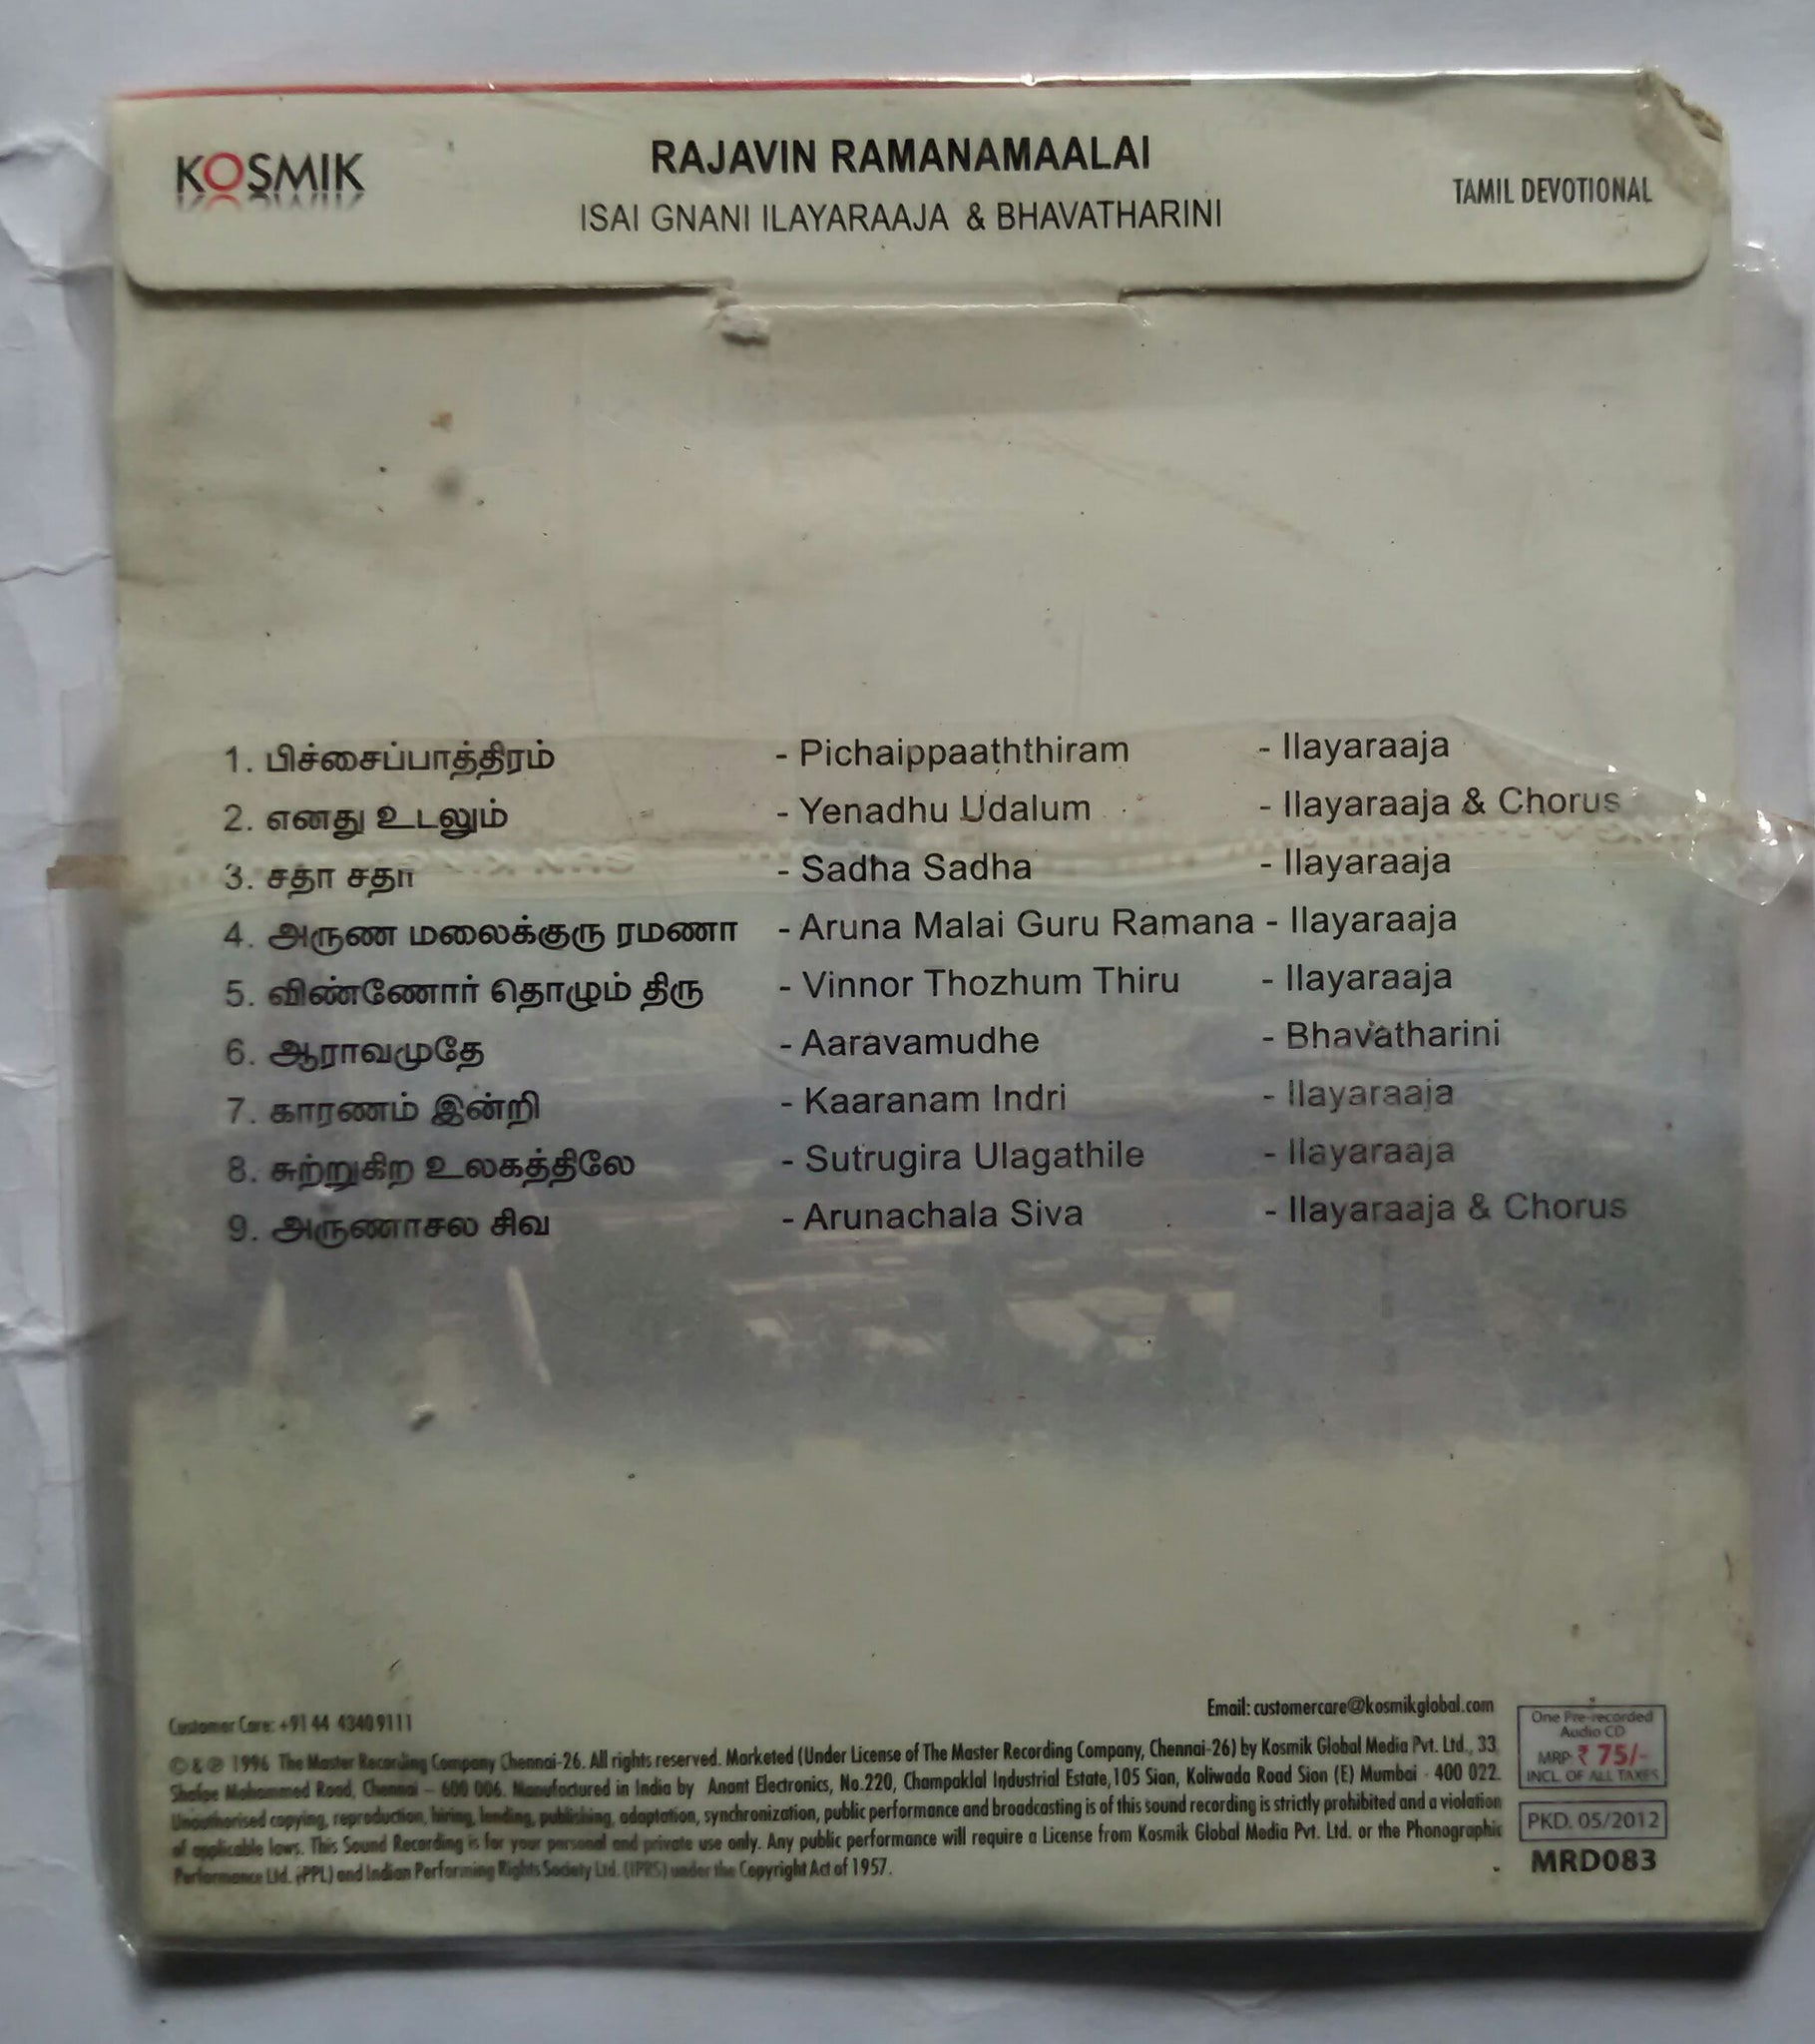 KOSMIK
RAJAVIN RAMANAMAALAI
ISAI GNANI ILAYARAAJA & BHAVATHARINI
TAMIL DEVOTIONAL
1. பிச்சைப்பாத்திரம் - Pichaippaaththiram - Ilayaraaja
2. எனது உடலும் - Yenadhu Udalum - Ilayaraaja & Chorus
3. சதா சதா - Sadha Sadha - Ilayaraaja
4. அருண மலைக்குரு ரமணா - Aruna Malai Guru Ramana - Ilayaraaja
5. விண்ணோர் தொழும் திரு - Vinnor Thozhum Thiru - Ilayaraaja
6. ஆராவமுதே - Aaravamudhe - Bhavatharini
7. காரணம் இன்றி - Kaaranam Indri - Ilayaraaja
8. சுற்றுகிற உலகத்திலே - Sutrugira Ulagathile - Ilayaraaja
9. அருணாசல சிவ - Arunachala Siva - Ilayaraaja & Chorus
Customer Care: +91 44 43409111
Email: customercare@kosmikglobal.com
© & ℗ 1996 The Master Recording Company Chennai-26. All rights reserved. Marketed (Under License of The Master Recording Company, Chennai-26) by Kosmik Global Media Pvt. Ltd., 33
Shafee Mohammed Road, Chennai – 600 006. Manufactured in India by Anant Electronics, No.220, Champaklal Industrial Estate,105 Sion, Koliwada Road Sion (E) Mumbai - 400 022.
Unauthorised copying, reproduction, hiring, lending, publishing, adaptation, synchronization, public performance and broadcasting is of this sound recording is strictly prohibited and a violation
of applicable laws. This Sound Recording is for your personal and private use only. Any public performance will require a License from Kosmik Global Media Pvt. Ltd. or the Phonographic
Performance Ltd. (PPL) and Indian Performing Rights Society Ltd. (IPRS) under the Copyright Act of 1957.
One Pre-recorded
Audio CD
MRP ₹ 75/-
INCL. OF ALL TAXES
PKD. 05/2012
MRD083